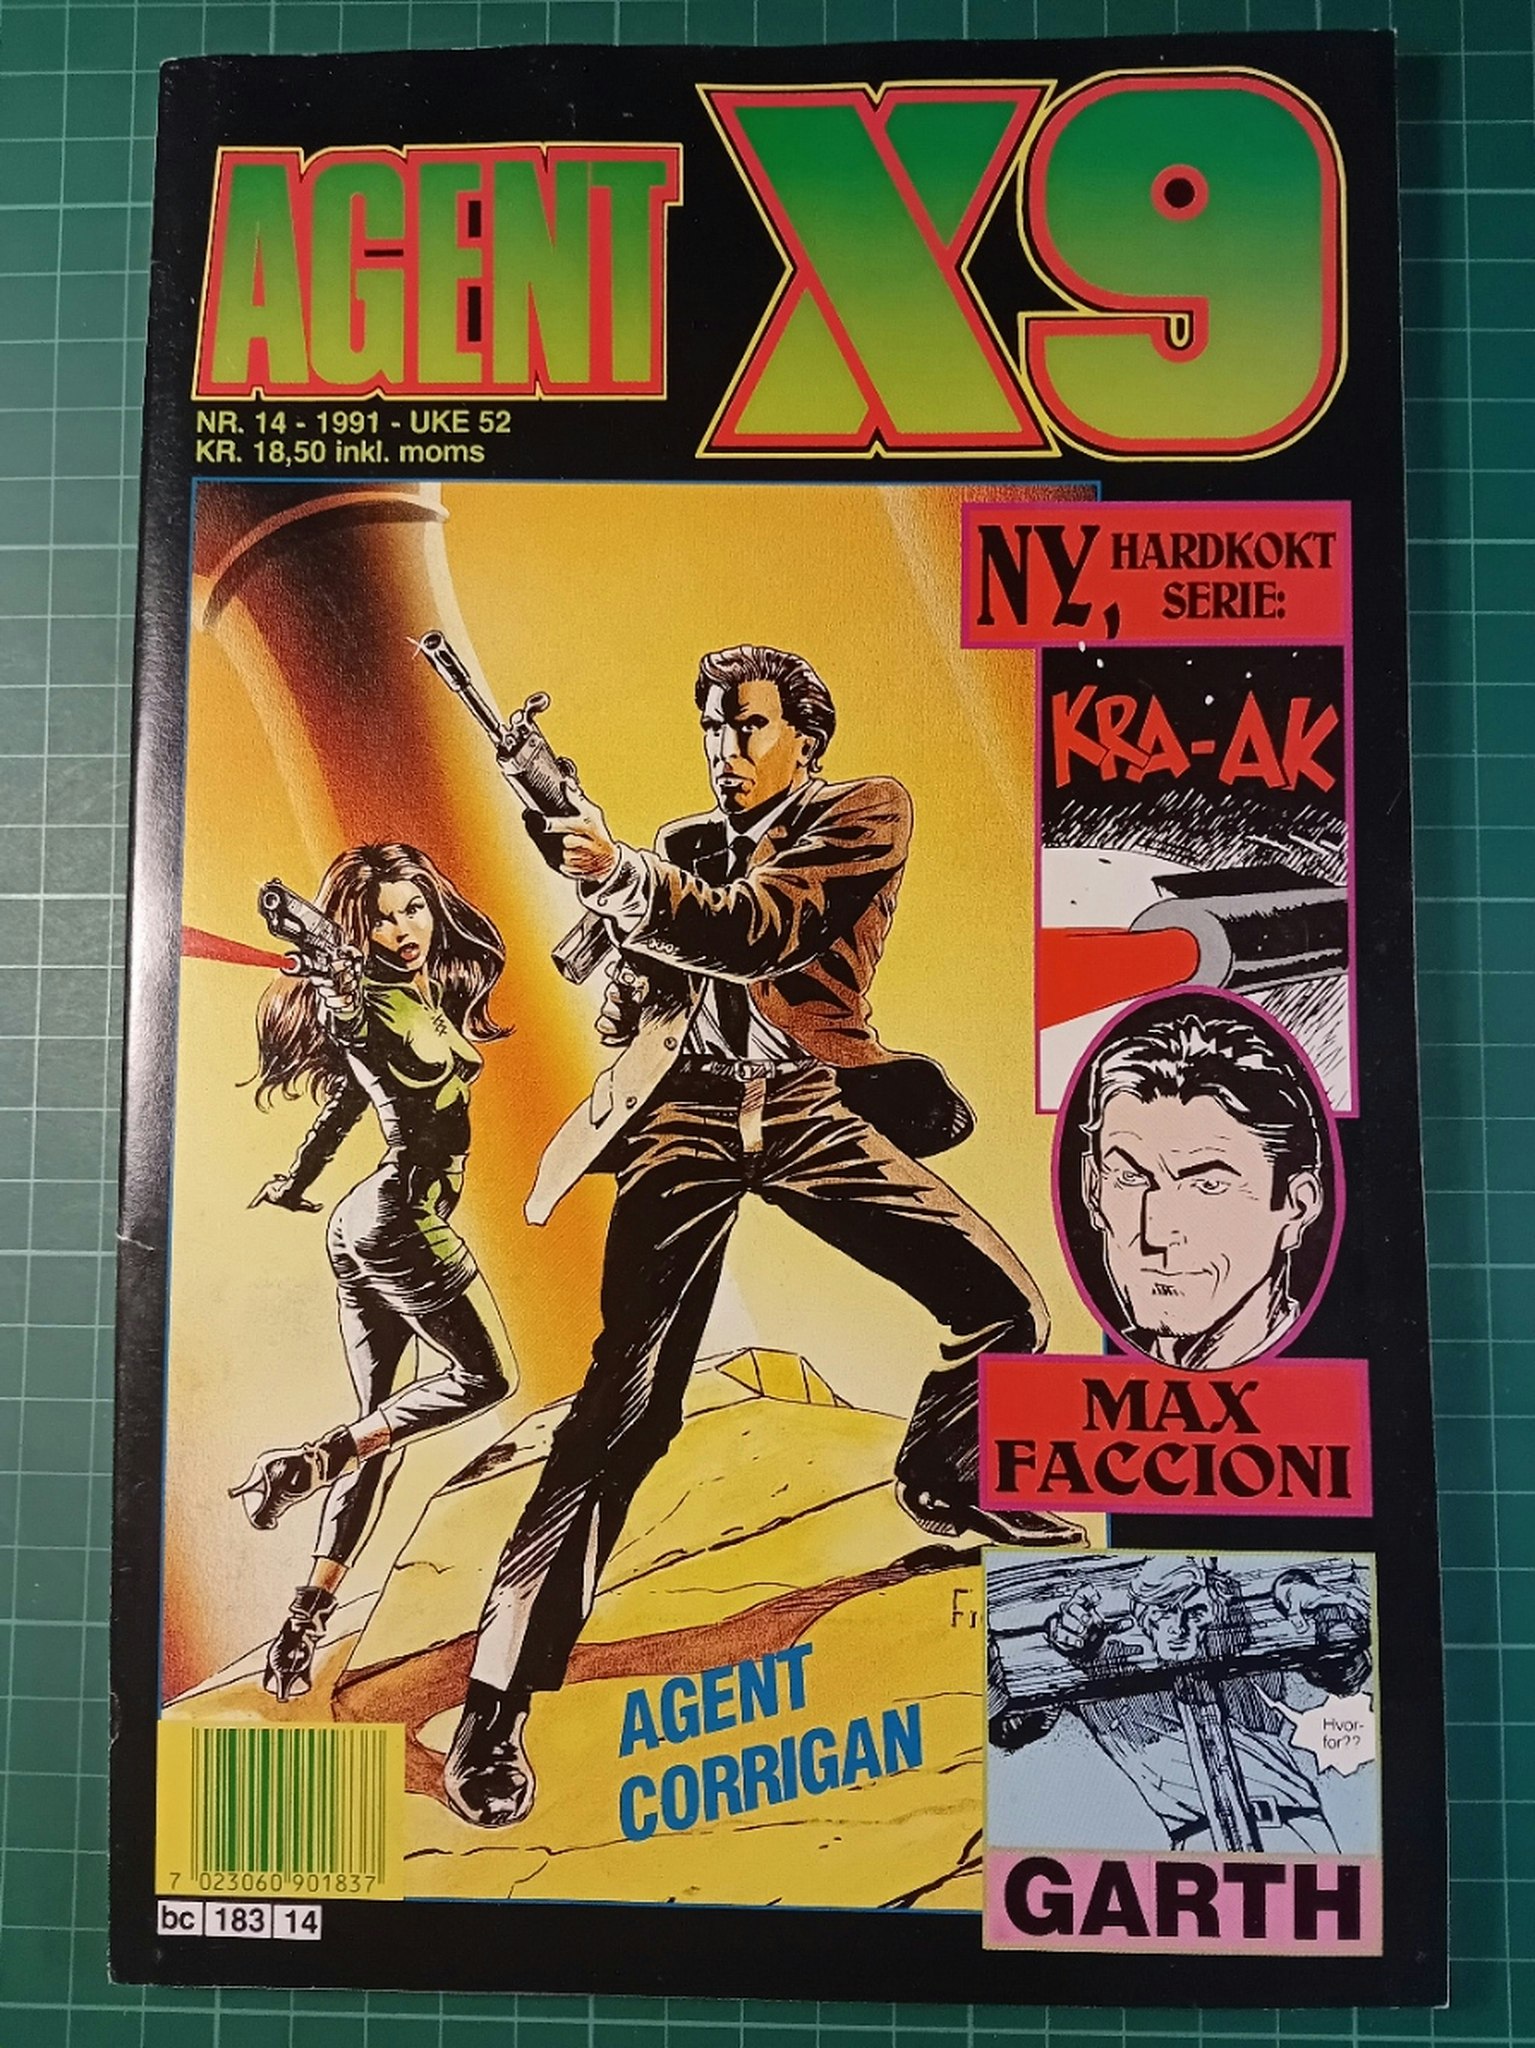 AGENT X9
NR. 14 - 1991 - UKE 52
KR. 18,50 inkl. moms
NY, HARDKOKT
SERIE:
KRA-AK
MAX
FACCIONI
AGENT
CORRIGAN
Hvor-
for??
GARTH
7 023060 901837
bc 183 14